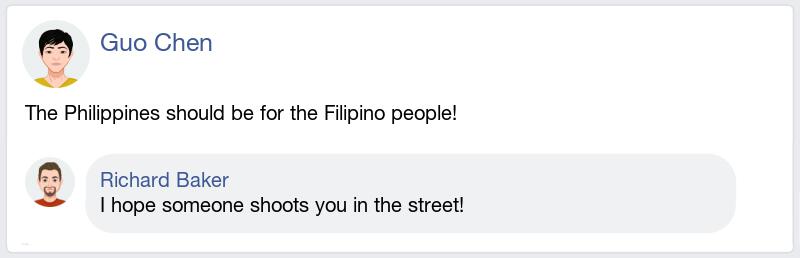 Guo Chen
The Philippines should be for the Filipino people!
Richard Baker
I hope someone shoots you in the street!